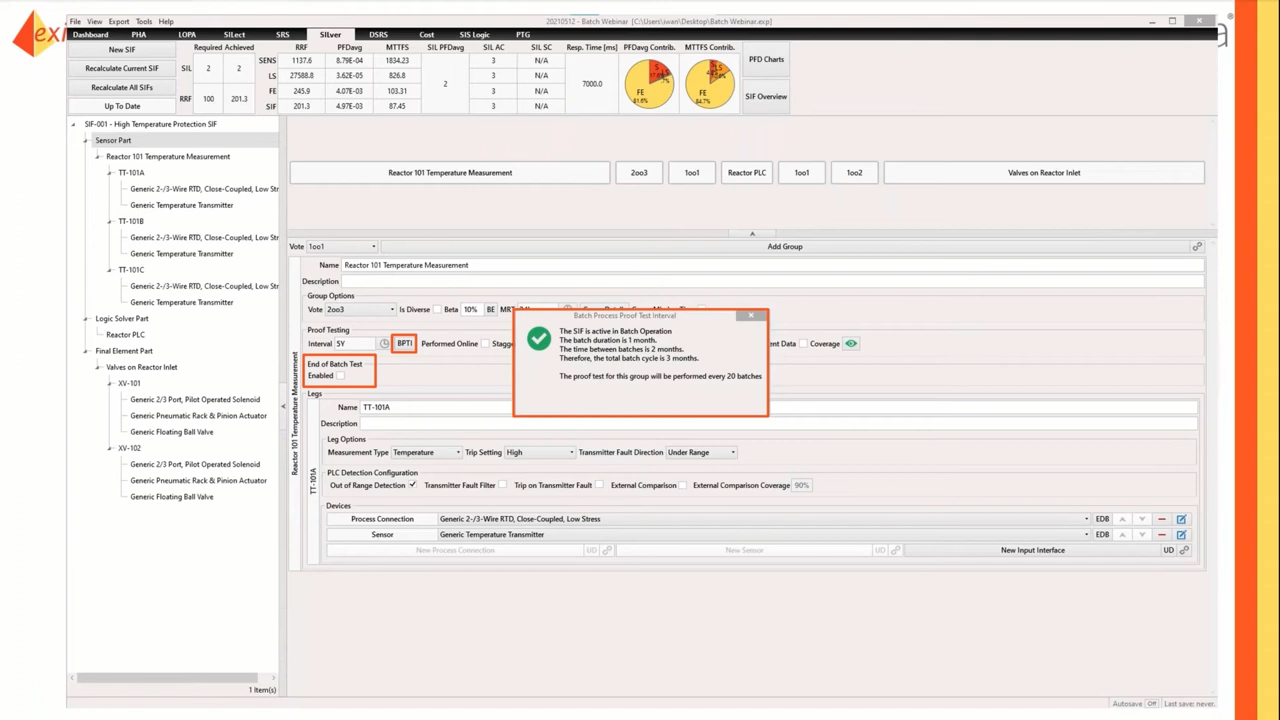 exi
a
®
File View Export Tools Help
20210512 - Batch Webinar [C:\Users\iwan\Desktop\Batch Webinar.exp]
Dashboard PHA LOPA SILect SRS SILver DSRS Cost SIS Logic PTG
New SIF
Recalculate Current SIF
Recalculate All SIFs
Up To Date
Required Achieved
SIL 2 2
RRF 100 201.3
RRF PFDavg MTTFS SIL PFDavg SIL AC SIL SC Resp. Time [ms] PFDavg Contrib. MTTFS Contrib.
SENS 1137.6 8.79E-04 1834.23 3 N/A
LS 27588.8 3.62E-05 826.8 3 N/A
2 7000.0
FE 245.9 4.07E-03 103.31 3 N/A
SIF 201.3 4.97E-03 87.45 3 N/A
FE
81.6%
FE
84.7%
PFD Charts
SIF Overview
SIF-001 - High Temperature Protection SIF
Sensor Part
Reactor 101 Temperature Measurement
TT-101A
Generic 2-/3-Wire RTD, Close-Coupled, Low Stre
Generic Temperature Transmitter
TT-101B
Generic 2-/3-Wire RTD, Close-Coupled, Low Stre
Generic Temperature Transmitter
TT-101C
Generic 2-/3-Wire RTD, Close-Coupled, Low Stre
Generic Temperature Transmitter
Logic Solver Part
Reactor PLC
Final Element Part
Valves on Reactor Inlet
XV-101
Generic 2/3 Port, Pilot Operated Solenoid
Generic Pneumatic Rack & Pinion Actuator
Generic Floating Ball Valve
XV-102
Generic 2/3 Port, Pilot Operated Solenoid
Generic Pneumatic Rack & Pinion Actuator
Generic Floating Ball Valve
1 Item(s)
Reactor 101 Temperature Measurement 2oo3 1oo1 Reactor PLC 1oo1 1oo2 Valves on Reactor Inlet
Vote 1oo1 Add Group
Reactor 101 Temperature Measurement
Name Reactor 101 Temperature Measurement
Description
Group Options
Vote 2oo3 Is Diverse Beta 10% BE MRT
Proof Testing
Interval 5Y BPTI Performed Online Stagge
ent Data Coverage
End of Batch Test
Enabled
Batch Process Proof Test Interval
The SIF is active in Batch Operation
The batch duration is 1 month.
The time between batches is 2 months.
Therefore, the total batch cycle is 3 months.
The proof test for this group will be performed every 20 batches
Legs
TT-101A
Name TT-101A
Description
Leg Options
Measurement Type Temperature Trip Setting High Transmitter Fault Direction Under Range
PLC Detection Configuration
Out of Range Detection Transmitter Fault Filter Trip on Transmitter Fault External Comparison External Comparison Coverage 90%
Devices
Process Connection Generic 2-/3-Wire RTD, Close-Coupled, Low Stress EDB
Sensor Generic Temperature Transmitter EDB
New Process Connection UD New Sensor UD New Input Interface UD
Autosave Off Last save: never.